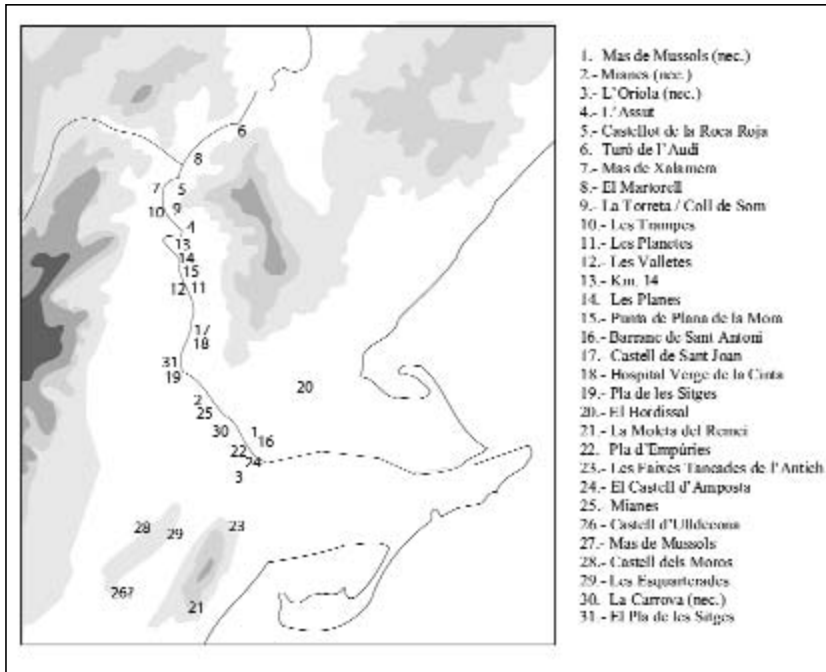 6
8
7
5
10
9
4
13
14
15
12
11
17
18
31
19
20
2
25
30
1
16
22
24
3
28
29
23
26?
21
1. Mas de Mussols (nec.)
2.- Mianes (nec.)
3.- L'Oriola (nec.)
4.- L'Assut
5.- Castellot de la Roca Roja
6. Turó de l'Audí
7.- Mas de Xalamera
8.- El Martorell
9.- La Torreta / Coll de Som
10.- Les Trampes
11.- Les Planetes
12.- Les Valletes
13.- Km. 14
14. Les Planes
15.- Punta de Plana de la Mora
16.- Barranc de Sant Antoni
17. Castell de Sant Joan
18.- Hospital Verge de la Cinta
19.- Pla de les Sitges
20.- El Bordissal
21.- La Moleta del Remei
22. Pla d'Empúries
23.- Les Faixes Tancades de l'Antich
24.- El Castell d'Amposta
25. Mianes
26.- Castell d'Ulldecona
27.- Mas de Mussols
28.- Castell dels Moros
29.- Les Esquarterades
30. La Carrova (nec.)
31.- El Pla de les Sitges